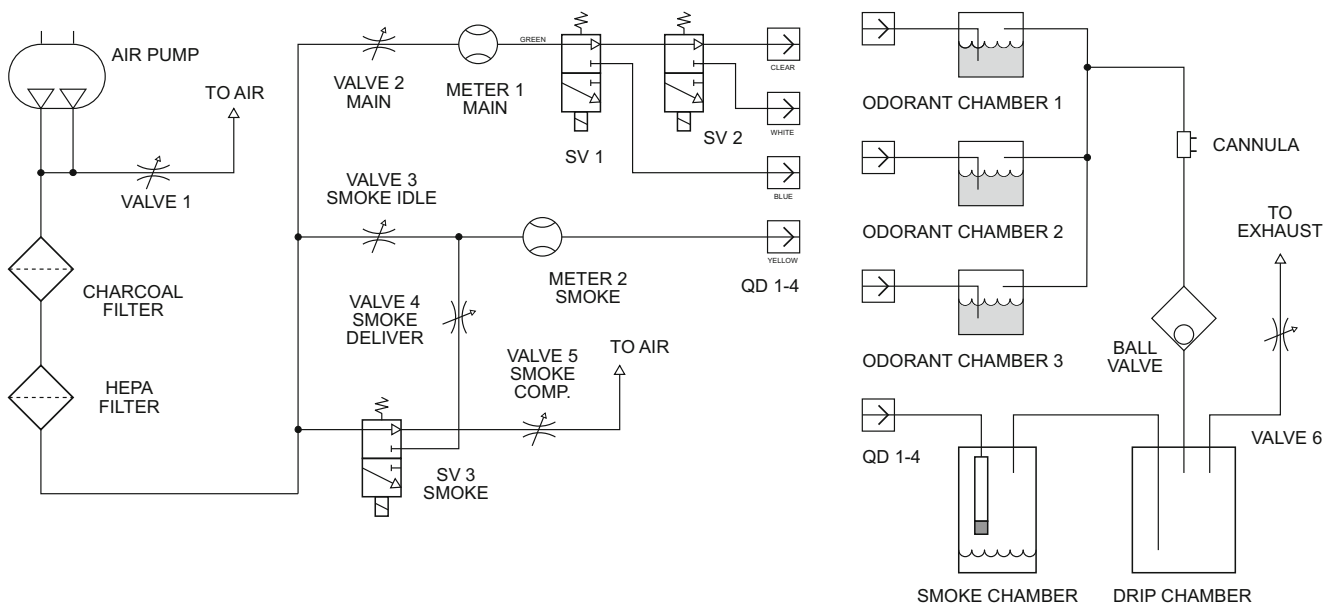 AIR PUMP
TO AIR
VALVE 1
CHARCOAL
FILTER
HEPA
FILTER
VALVE 2
MAIN
METER 1
MAIN
GREEN
SV 1
SV 2
CLEAR
WHITE
BLUE
YELLOW
QD 1-4
VALVE 3
SMOKE IDLE
METER 2
SMOKE
VALVE 4
SMOKE
DELIVER
VALVE 5
SMOKE
COMP.
TO AIR
SV 3
SMOKE
ODORANT CHAMBER 1
ODORANT CHAMBER 2
ODORANT CHAMBER 3
QD 1-4
CANNULA
TO
EXHAUST
BALL
VALVE
VALVE 6
SMOKE CHAMBER
DRIP CHAMBER